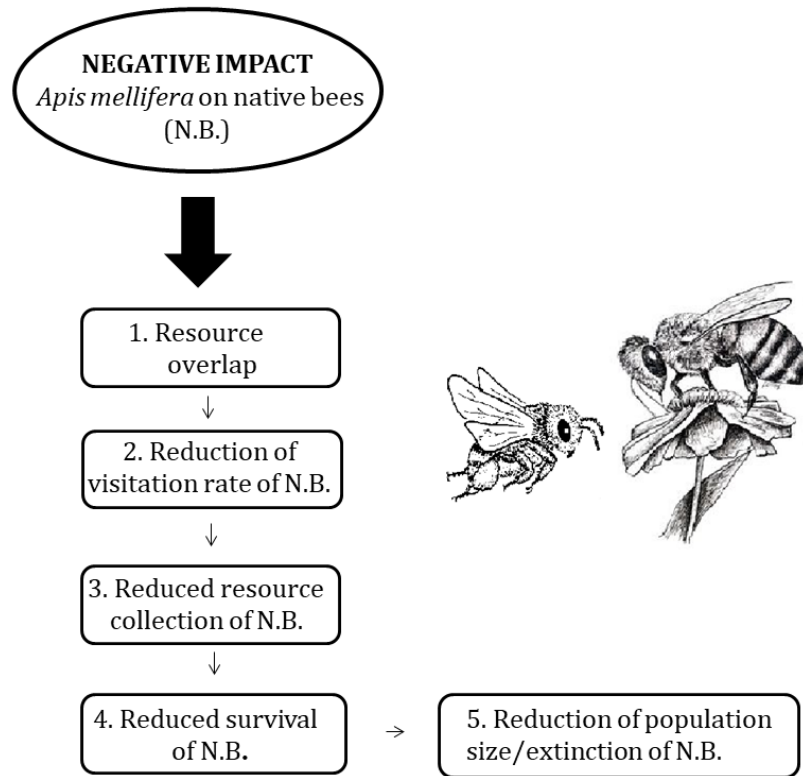 NEGATIVE IMPACT
Apis mellifera on native bees
(N.B.)
1. Resource
overlap
2. Reduction of
visitation rate of N.B.
3. Reduced resource
collection of N.B.
4. Reduced survival
of N.B.
5. Reduction of population
size/extinction of N.B.